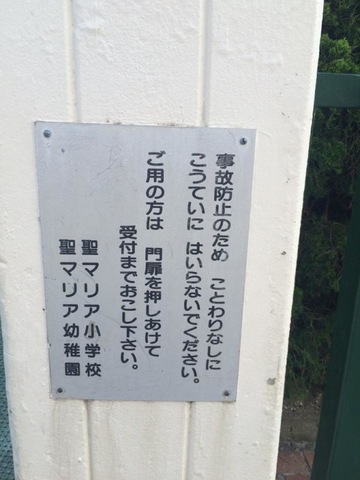 事故防止のため　ことわりなしに
こうていに　はいらないでください。
ご用の方は　門扉を押しあけて
受付までおこし下さい。
聖マリア小学校
聖マリア幼稚園